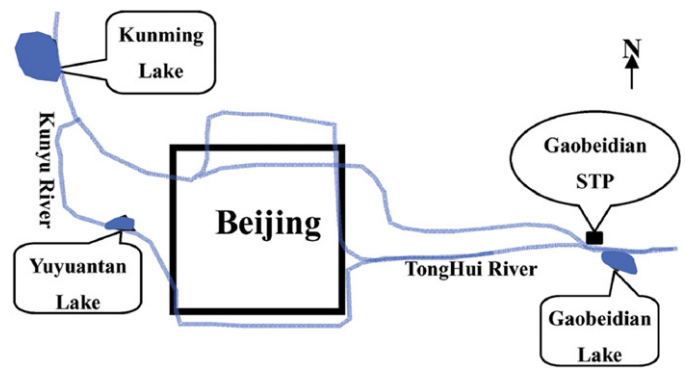 Kunming
Lake
N
Kunyu River
Gaobeidian
STP
Beijing
Yuyuantan
Lake
TongHui River
Gaobeidian
Lake